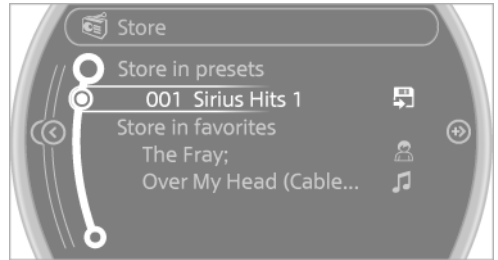 Store
Store in presets
001 Sirius Hits 1
Store in favorites
The Fray;
Over My Head (Cable...